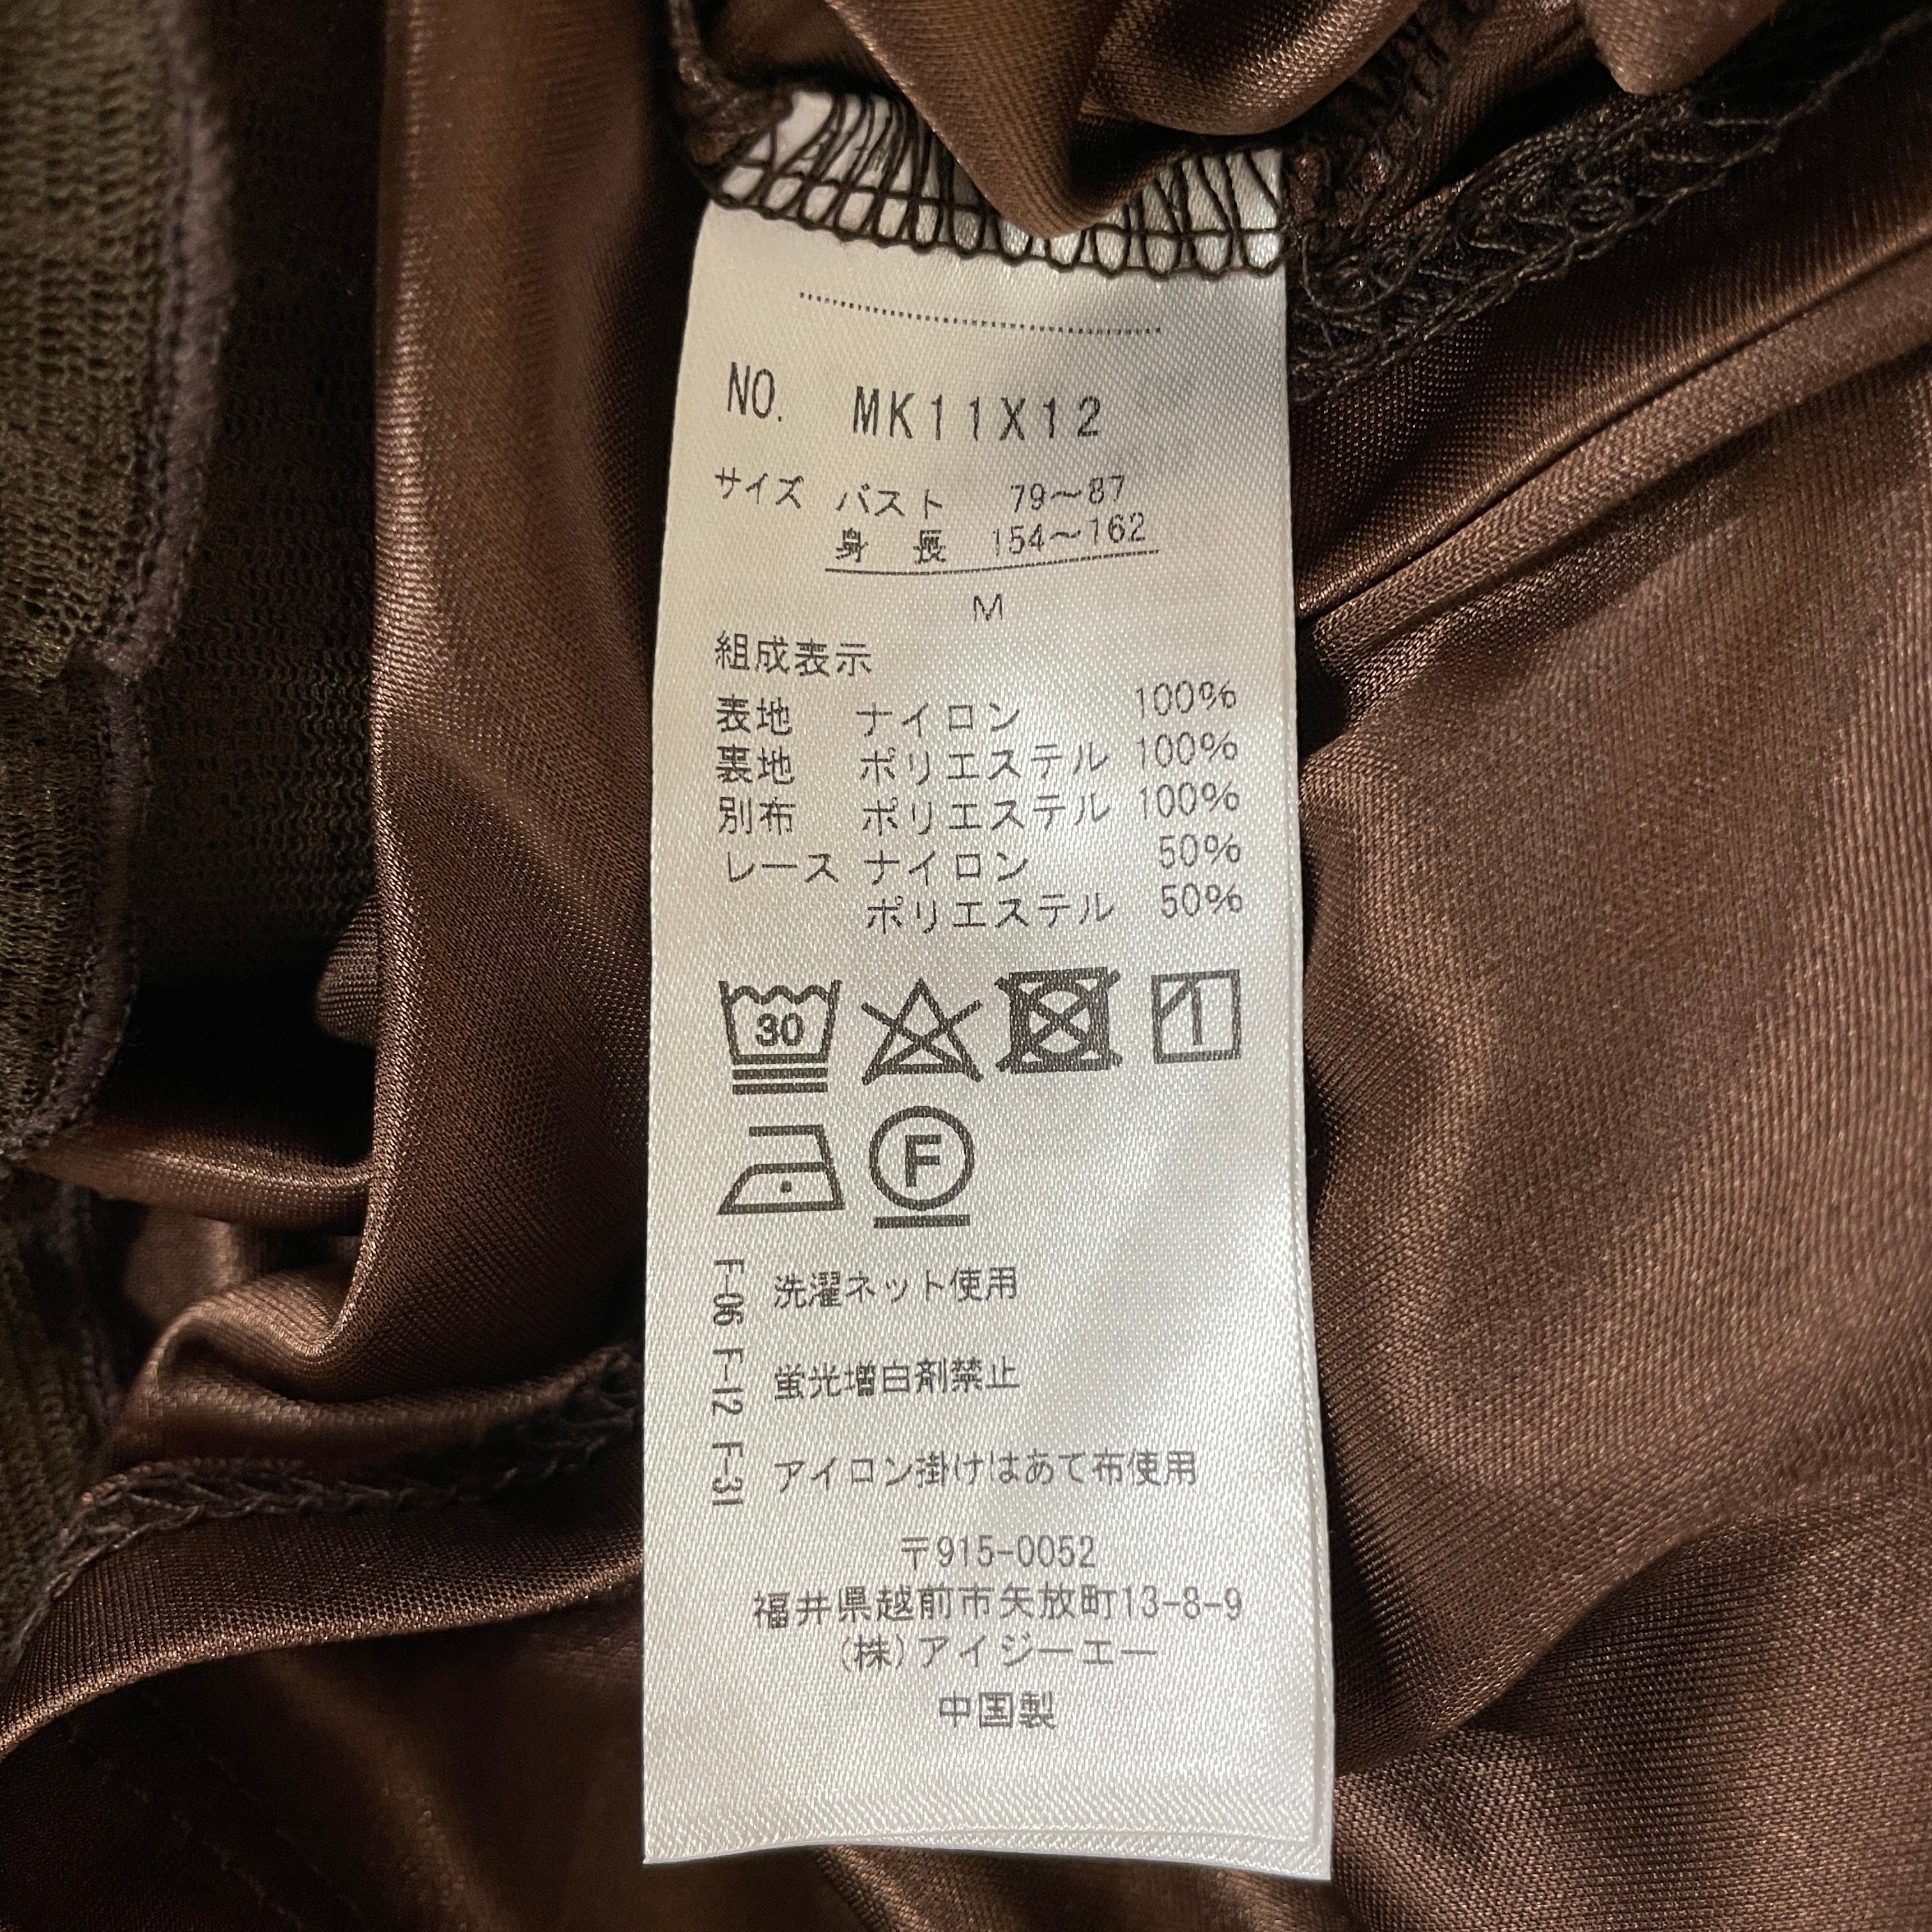 NO. MK11X12
サイズ バスト 79～87
身長 154～162
M
組成表示
表地 ナイロン 100%
裏地 ポリエステル 100%
別布 ポリエステル 100%
レース ナイロン 50%
ポリエステル 50%
30
F
F-06 F-12 F-31
洗濯ネット使用
蛍光増白剤禁止
アイロン掛けはあて布使用
〒915-0052
福井県越前市矢放町13-8-9
(株)アイジーエー
中国製